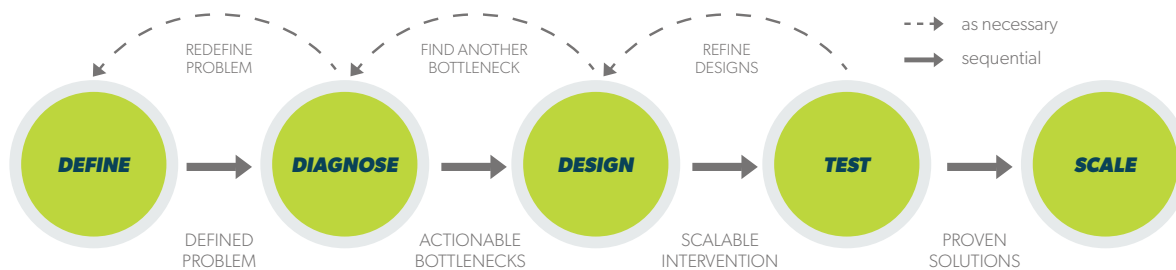 REDEFINE
PROBLEM
FIND ANOTHER
BOTTLENECK
REFINE
DESIGNS
as necessary
sequential
DEFINE
DIAGNOSE
DESIGN
TEST
SCALE
DEFINED
PROBLEM
ACTIONABLE
BOTTLENECKS
SCALABLE
INTERVENTION
PROVEN
SOLUTIONS